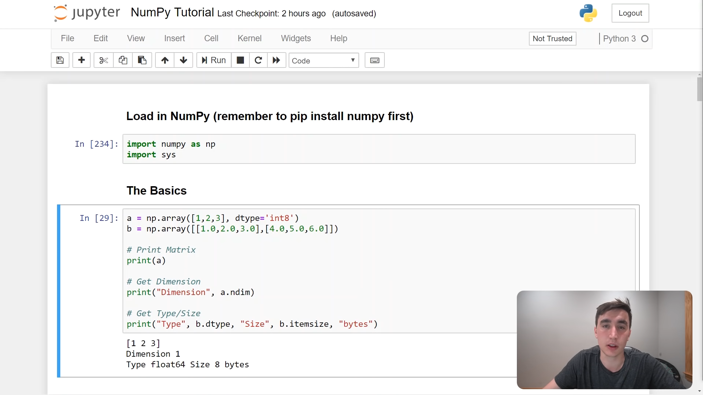 jupyter NumPy Tutorial Last Checkpoint: 2 hours ago (autosaved)
Logout
File Edit View Insert Cell Kernel Widgets Help
Not Trusted Python 3
Run Code
Load in NumPy (remember to pip install numpy first)
In [234]: import numpy as np
import sys
The Basics
In [29]: a = np.array([1,2,3], dtype='int8')
b = np.array([[1.0,2.0,3.0],[4.0,5.0,6.0]])
# Print Matrix
print(a)
# Get Dimension
print("Dimension", a.ndim)
# Get Type/Size
print("Type", b.dtype, "Size", b.itemsize, "bytes")
[1 2 3]
Dimension 1
Type float64 Size 8 bytes